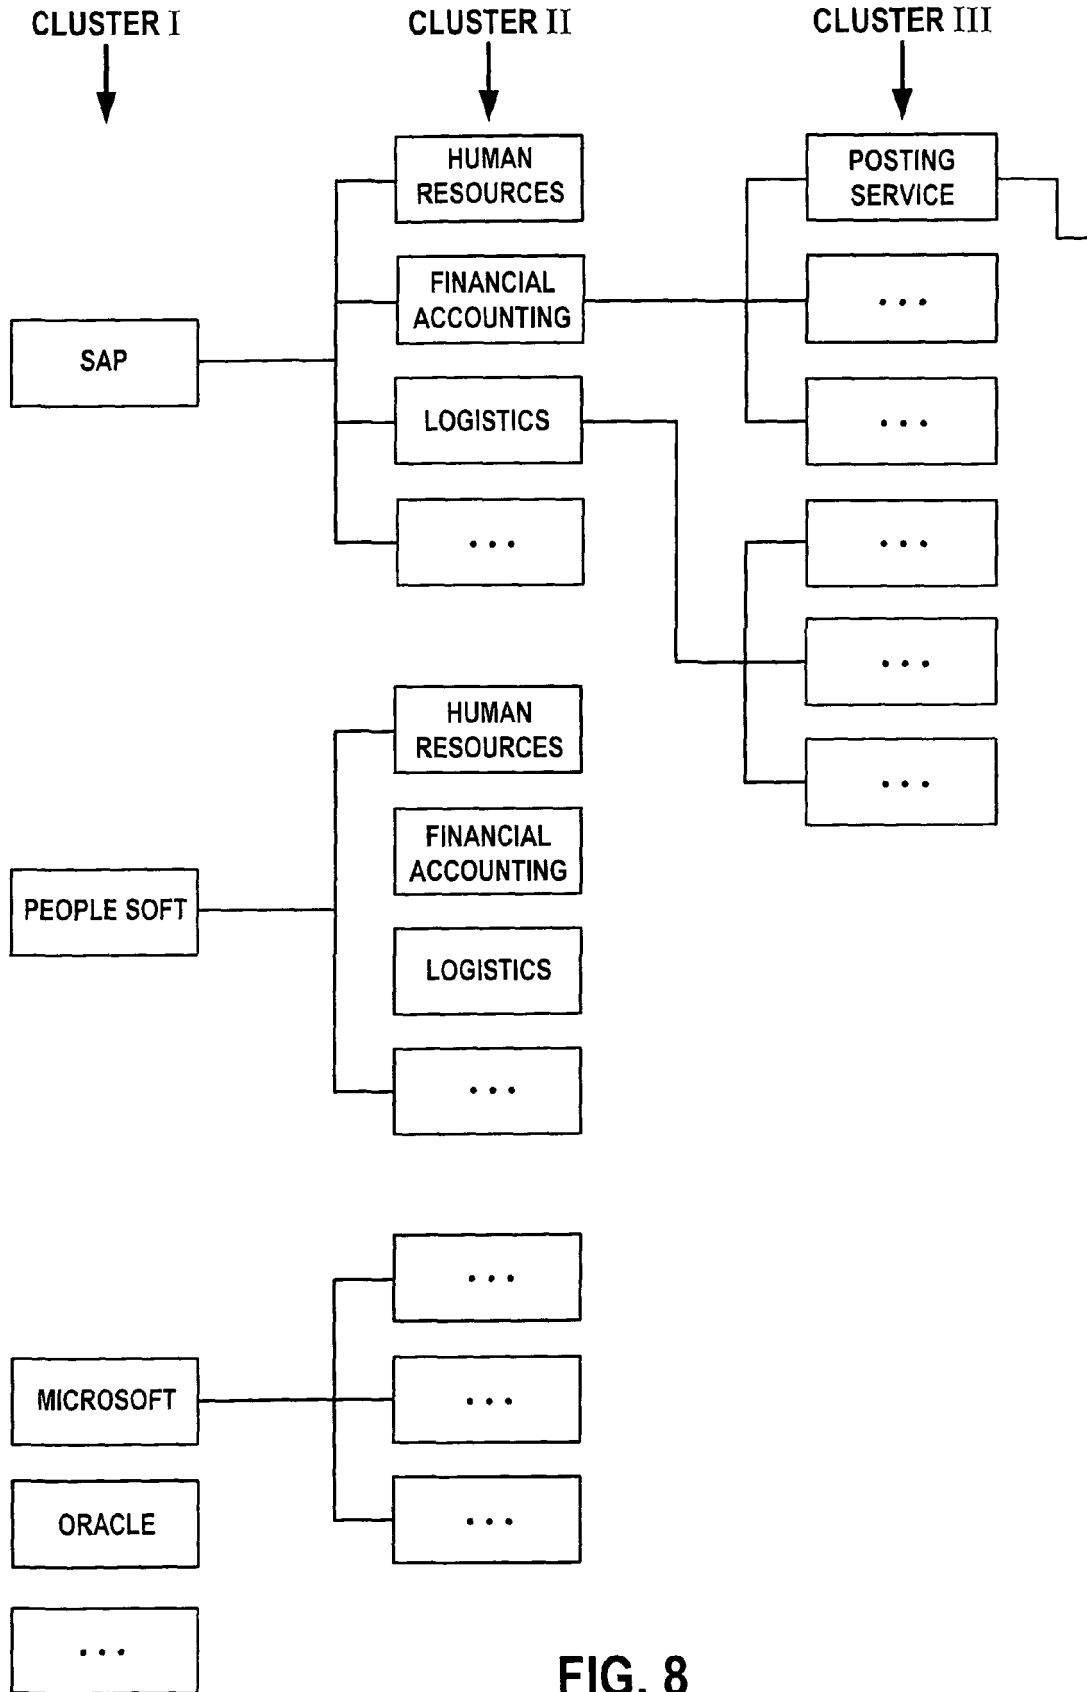 CLUSTER I
CLUSTER II
CLUSTER III
HUMAN
RESOURCES
POSTING
SERVICE
FINANCIAL
ACCOUNTING
...
SAP
LOGISTICS
...
...
...
...
HUMAN
RESOURCES
...
FINANCIAL
ACCOUNTING
PEOPLE SOFT
LOGISTICS
...
...
MICROSOFT
...
ORACLE
...
...
FIG. 8